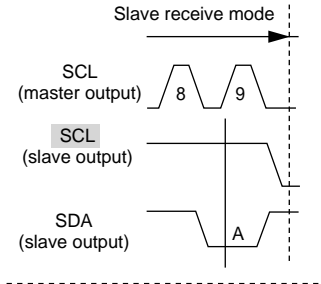 Slave receive mode
SCL
(master output)
8
9
SCL
(slave output)
SDA
(slave output)
A